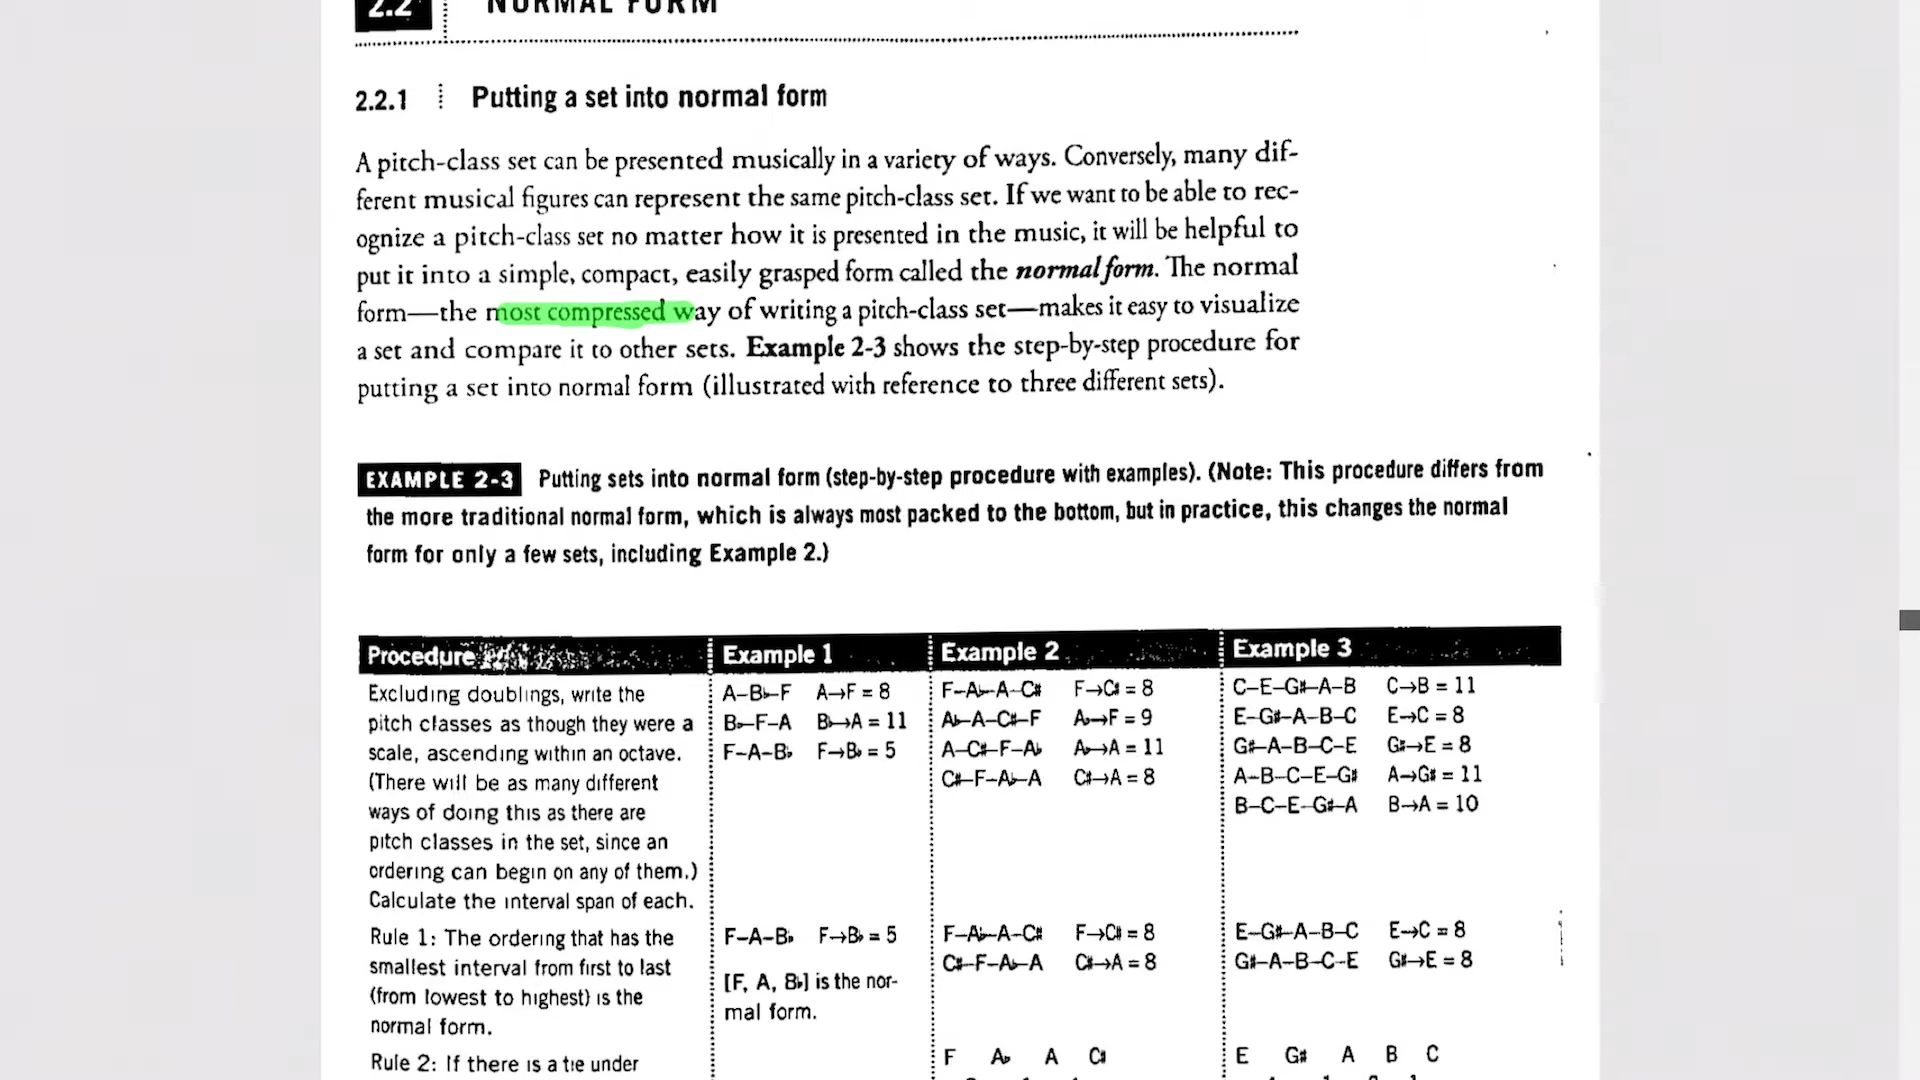 2.2 NORMAL FORM
2.2.1 Putting a set into normal form
A pitch-class set can be presented musically in a variety of ways. Conversely, many dif-
ferent musical figures can represent the same pitch-class set. If we want to be able to rec-
ognize a pitch-class set no matter how it is presented in the music, it will be helpful to
put it into a simple, compact, easily grasped form called the normal form. The normal
form—the most compressed way of writing a pitch-class set—makes it easy to visualize
a set and compare it to other sets. Example 2-3 shows the step-by-step procedure for
putting a set into normal form (illustrated with reference to three different sets).
EXAMPLE 2-3 Putting sets into normal form (step-by-step procedure with examples). (Note: This procedure differs from
the more traditional normal form, which is always most packed to the bottom, but in practice, this changes the normal
form for only a few sets, including Example 2.)
Procedure
Excluding doublings, write the
pitch classes as though they were a
scale, ascending within an octave.
(There will be as many different
ways of doing this as there are
pitch classes in the set, since an
ordering can begin on any of them.)
Calculate the interval span of each.
Rule 1: The ordering that has the
smallest interval from first to last
(from lowest to highest) is the
normal form.
Rule 2: If there is a tie under
Example 1
A–B♭–F A→F = 8
B♭–F–A B♭→A = 11
F–A–B♭ F→B♭ = 5
F–A–B♭ F→B♭ = 5
[F, A, B♭] is the nor-
mal form.
Example 2
F–A♭–A–C♯ F→C♯ = 8
A♭–A–C♯–F A♭→F = 9
A–C♯–F–A♭ A♭→A = 11
C♯–F–A♭–A C♯→A = 8
F–A♭–A–C♯ F→C♯ = 8
C♯–F–A♭–A C♯→A = 8
F A♭ A C♯
Example 3
C–E–G♯–A–B C→B = 11
E–G♯–A–B–C E→C = 8
G♯–A–B–C–E G♯→E = 8
A–B–C–E–G♯ A→G♯ = 11
B–C–E–G♯–A B→A = 10
E–G♯–A–B–C E→C = 8
G♯–A–B–C–E G♯→E = 8
E G♯ A B C